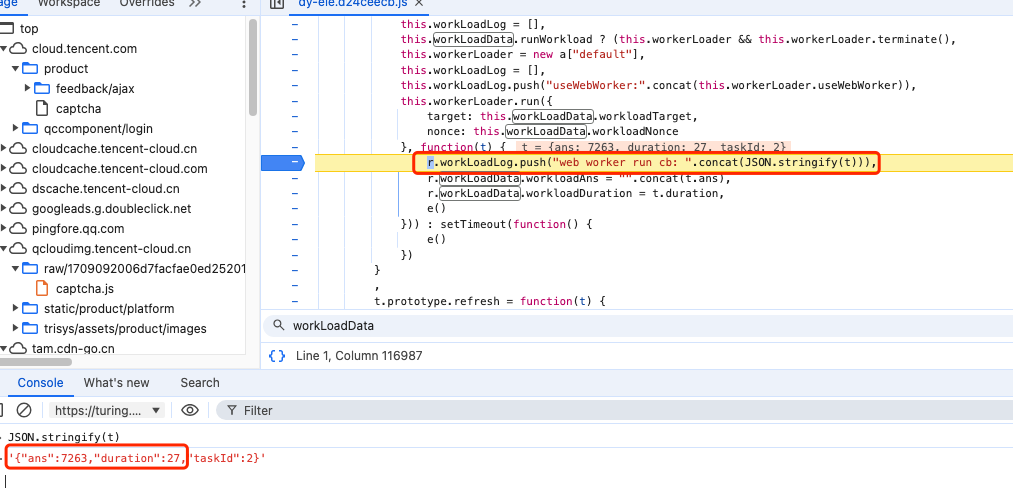 age
Workspace
Overrides
dy-ele.d24ceecb.js ×
top
cloud.tencent.com
product
feedback/ajax
captcha
qccomponent/login
cloudcache.tencent-cloud.cn
cloudcache.tencent-cloud.com
dscache.tencent-cloud.cn
googleads.g.doubleclick.net
pingfore.qq.com
qcloudimg.tencent-cloud.cn
raw/1709092006d7facfae0ed25201
captcha.js
static/product/platform
trisys/assets/product/images
tam.cdn-go.cn
this.workLoadLog = [],
this.workLoadData.runWorkload ? (this.workerLoader && this.workerLoader.terminate(),
this.workerLoader = new a["default"],
this.workLoadLog = [],
this.workLoadLog.push("useWebWorker:".concat(this.workerLoader.useWebWorker)),
this.workerLoader.run({
target: this.workLoadData.workloadTarget,
nonce: this.workLoadData.workloadNonce
}, function(t) { t = {ans: 7263, duration: 27, taskId: 2}
r.workLoadLog.push("web worker run cb: ".concat(JSON.stringify(t))),
r.workLoadData.workloadAns = "".concat(t.ans),
r.workLoadData.workloadDuration = t.duration,
e()
})) : setTimeout(function() {
e()
})
}
,
t.prototype.refresh = function(t) {
workLoadData
{} Line 1, Column 116987
Console What's new Search
https://turing.... ▼ Filter
JSON.stringify(t)
'{"ans":7263,"duration":27,"taskId":2}'